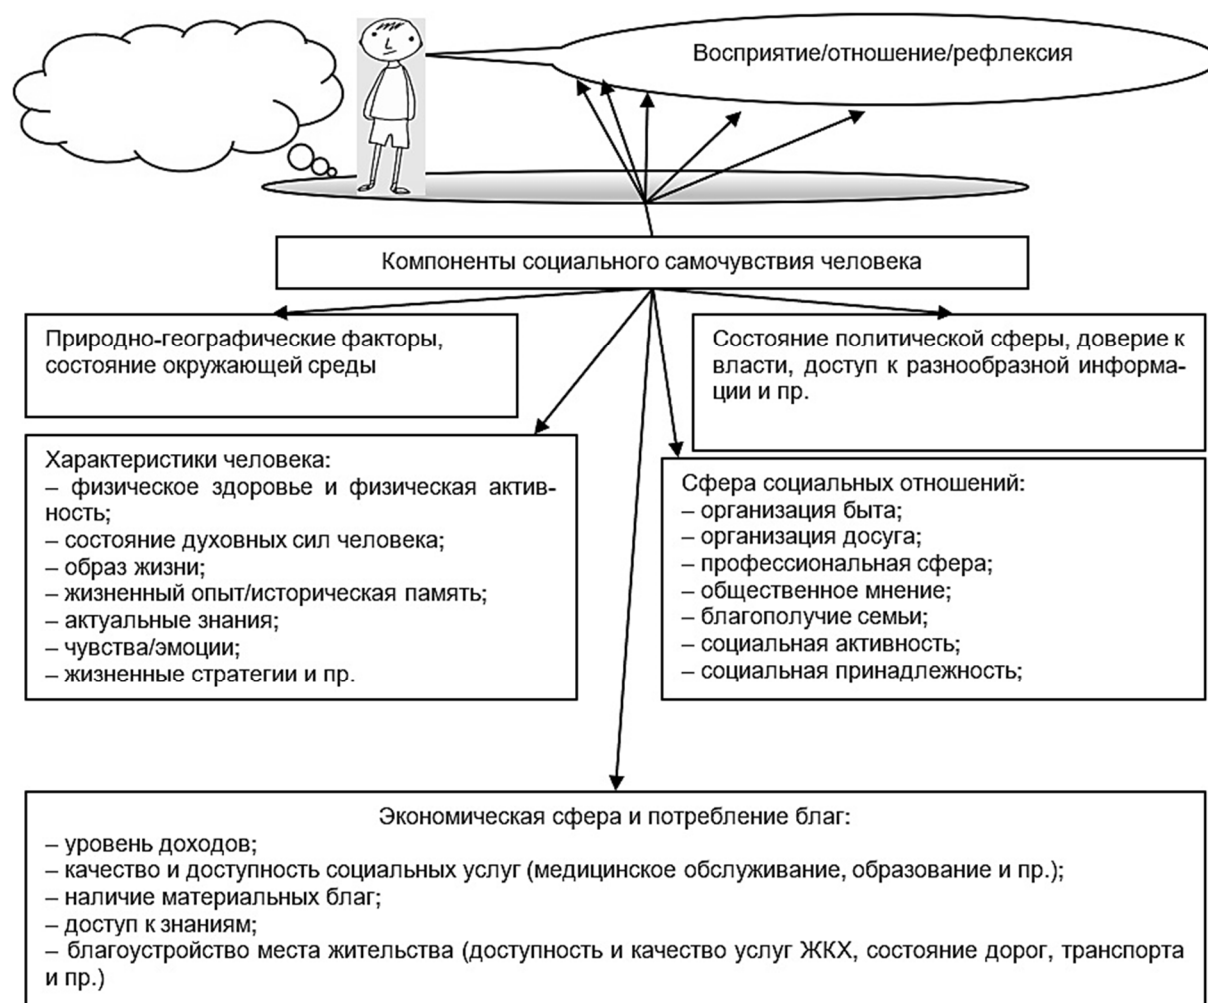 Восприятие/отношение/рефлексия
Компоненты социального самочувствия человека
Природно-географические факторы,
состояние окружающей среды
Состояние политической сферы, доверие к
власти, доступ к разнообразной информа-
ции и пр.
Характеристики человека:
– физическое здоровье и физическая актив-
ность;
– состояние духовных сил человека;
– образ жизни;
– жизненный опыт/историческая память;
– актуальные знания;
– чувства/эмоции;
– жизненные стратегии и пр.
Сфера социальных отношений:
– организация быта;
– организация досуга;
– профессиональная сфера;
– общественное мнение;
– благополучие семьи;
– социальная активность;
– социальная принадлежность;
Экономическая сфера и потребление благ:
– уровень доходов;
– качество и доступность социальных услуг (медицинское обслуживание, образование и пр.);
– наличие материальных благ;
– доступ к знаниям;
– благоустройство места жительства (доступность и качество услуг ЖКХ, состояние дорог, транспорта
и пр.)